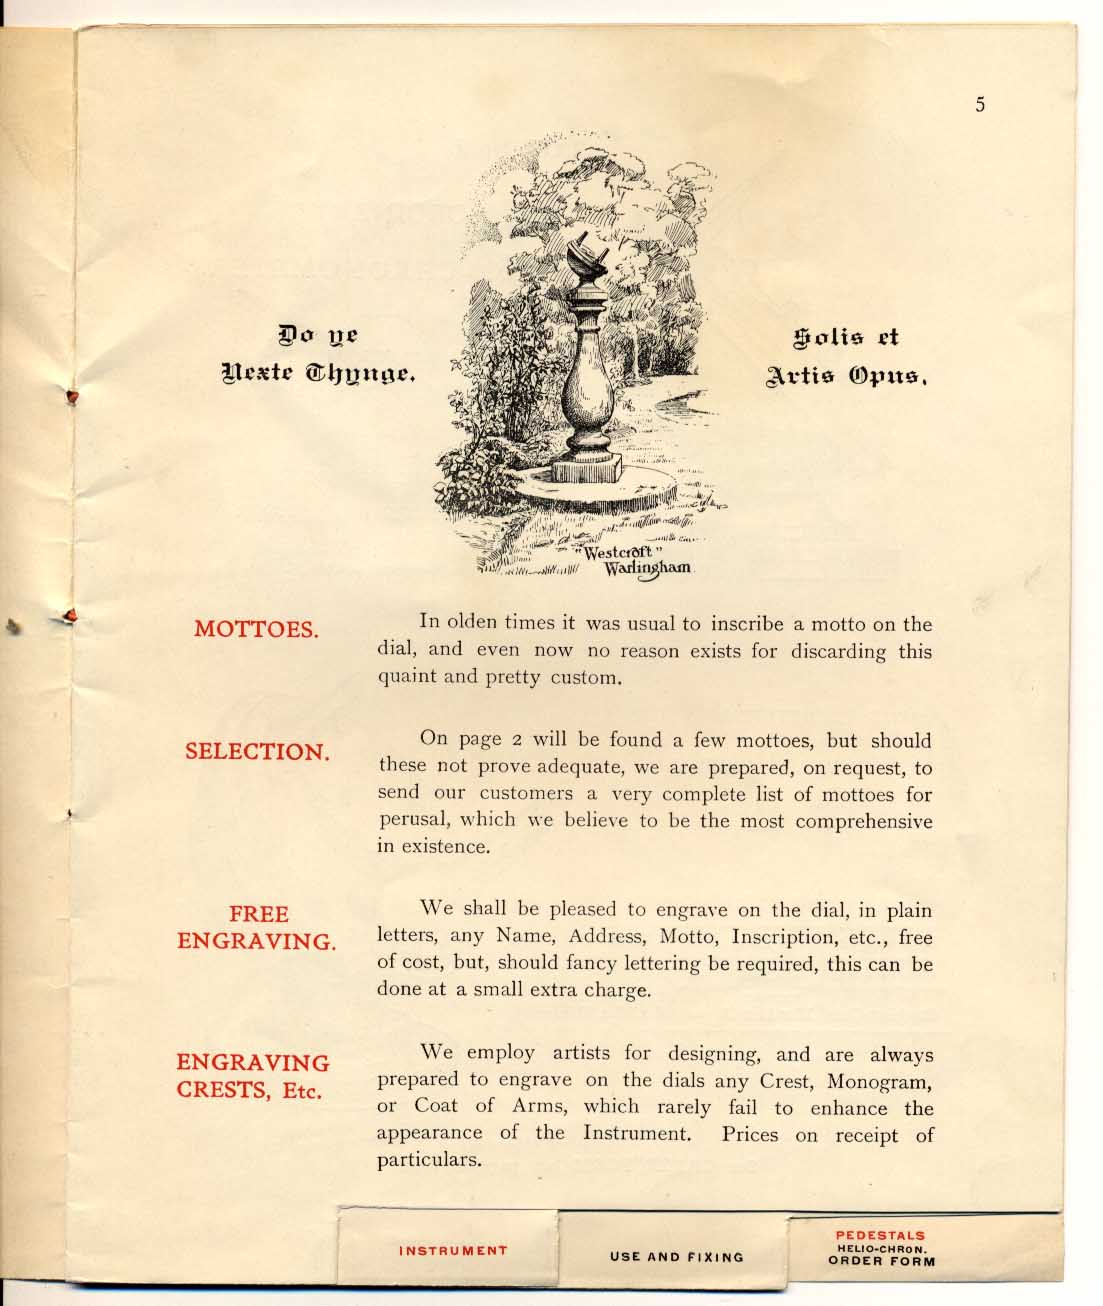 5
Do ye
Nexte Thynge.
Solis et
Artis Opus.
"Westcroft"
Warlingham
MOTTOES.
In olden times it was usual to inscribe a motto on the
dial, and even now no reason exists for discarding this
quaint and pretty custom.
SELECTION.
On page 2 will be found a few mottoes, but should
these not prove adequate, we are prepared, on request, to
send our customers a very complete list of mottoes for
perusal, which we believe to be the most comprehensive
in existence.
FREE
ENGRAVING.
We shall be pleased to engrave on the dial, in plain
letters, any Name, Address, Motto, Inscription, etc., free
of cost, but, should fancy lettering be required, this can be
done at a small extra charge.
ENGRAVING
CRESTS, Etc.
We employ artists for designing, and are always
prepared to engrave on the dials any Crest, Monogram,
or Coat of Arms, which rarely fail to enhance the
appearance of the Instrument. Prices on receipt of
particulars.
INSTRUMENT
USE AND FIXING
PEDESTALS
HELIO-CHRON.
ORDER FORM